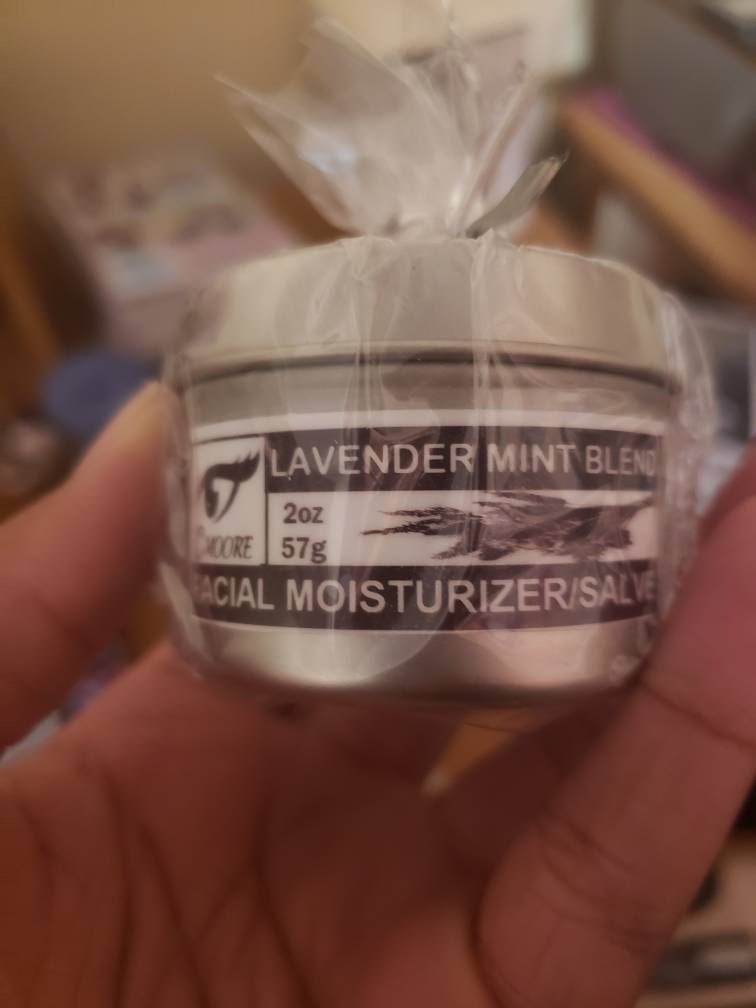 LAVENDER MINT BLEND
2oz
57g
MOORE
ACIAL MOISTURIZER/SALVE